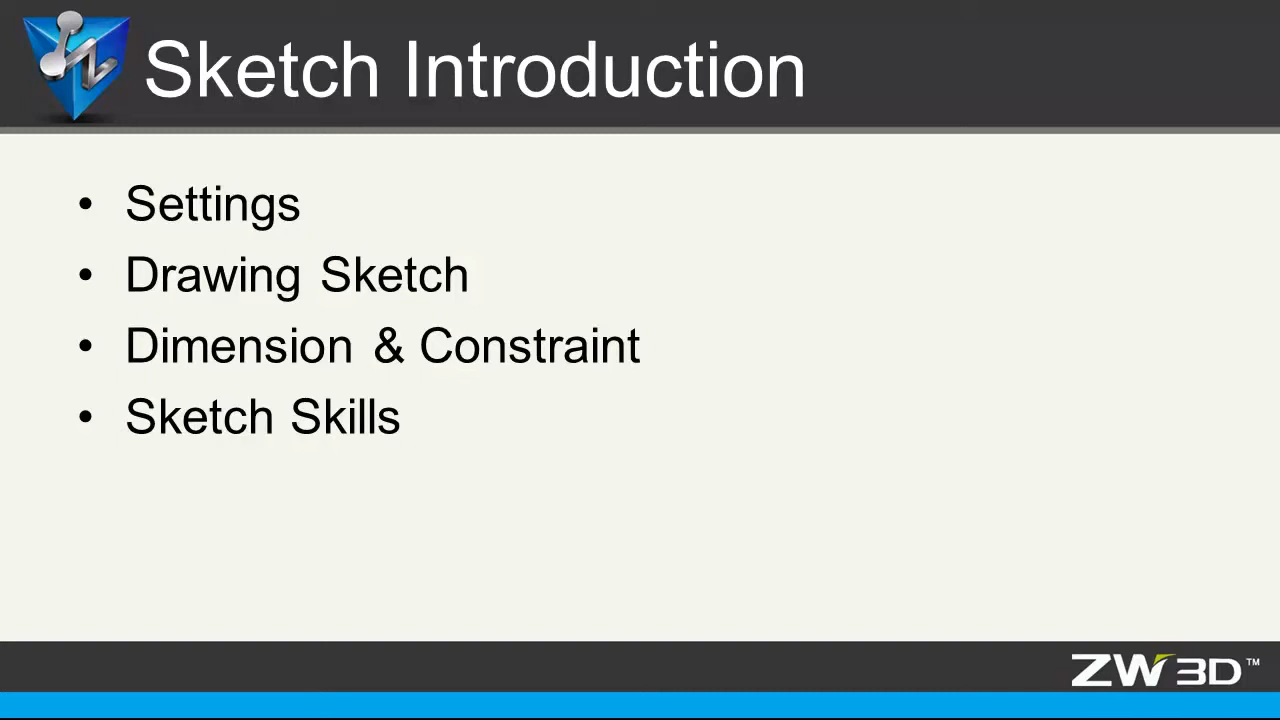 Sketch Introduction
• Settings
• Drawing Sketch
• Dimension & Constraint
• Sketch Skills
ZW3D™